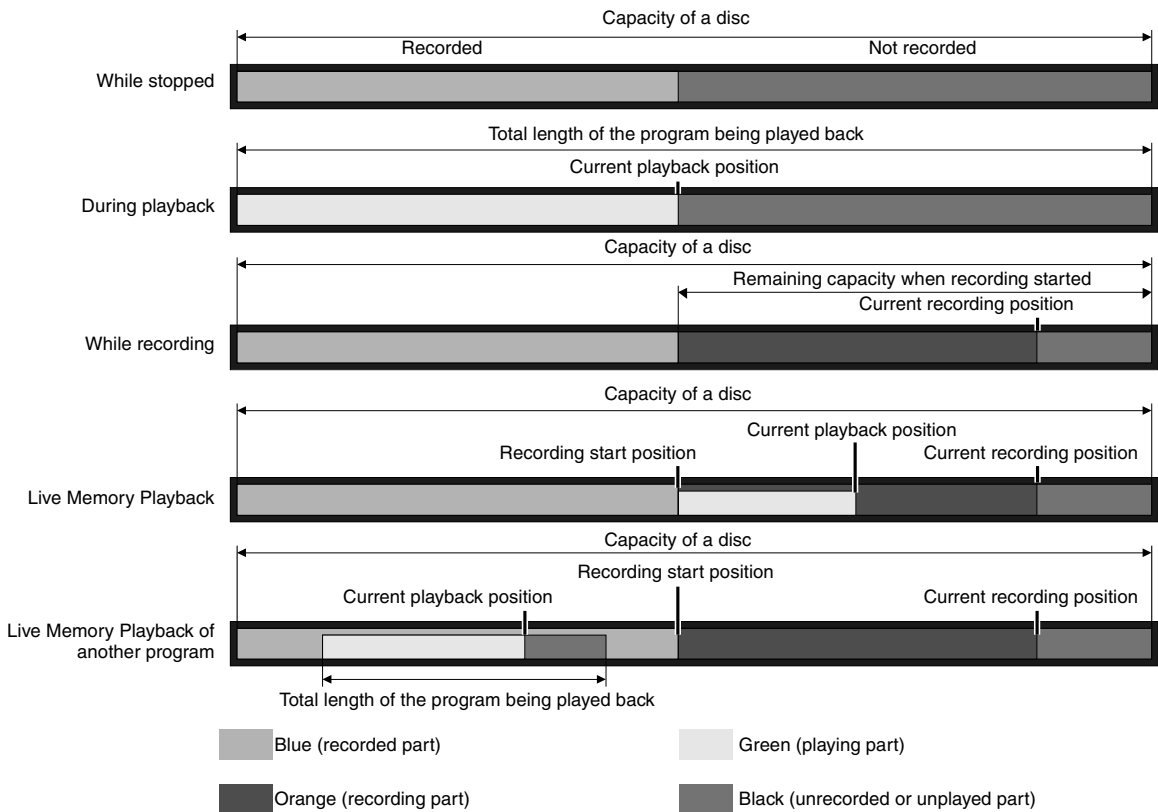 Capacity of a disc
Recorded
Not recorded
While stopped
Total length of the program being played back
Current playback position
During playback
Capacity of a disc
Remaining capacity when recording started
Current recording position
While recording
Capacity of a disc
Current playback position
Recording start position
Current recording position
Live Memory Playback
Capacity of a disc
Recording start position
Current playback position
Current recording position
Live Memory Playback of
another program
Total length of the program being played back
Blue (recorded part)
Green (playing part)
Orange (recording part)
Black (unrecorded or unplayed part)